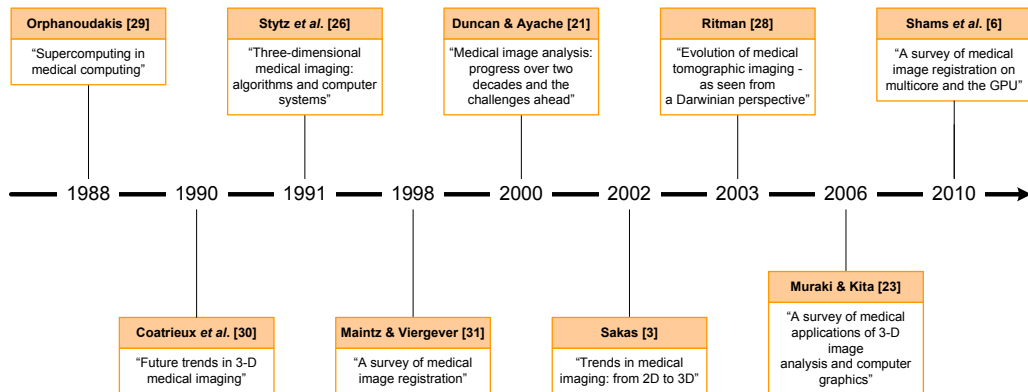 Orphanoudakis [29]
“Supercomputing in
medical computing”
Stytz et al. [26]
“Three-dimensional
medical imaging:
algorithms and computer
systems”
Duncan & Ayache [21]
“Medical image analysis:
progress over two
decades and the
challenges ahead”
Ritman [28]
“Evolution of medical
tomographic imaging -
as seen from
a Darwinian perspective”
Shams et al. [6]
“A survey of medical
image registration on
multicore and the GPU”
1988
1990
1991
1998
2000
2002
2003
2006
2010
Coatrieux et al. [30]
“Future trends in 3-D
medical imaging”
Maintz & Viergever [31]
“A survey of medical
image registration”
Sakas [3]
“Trends in medical
imaging: from 2D to 3D”
Muraki & Kita [23]
“A survey of medical
applications of 3-D
image
analysis and computer
graphics”